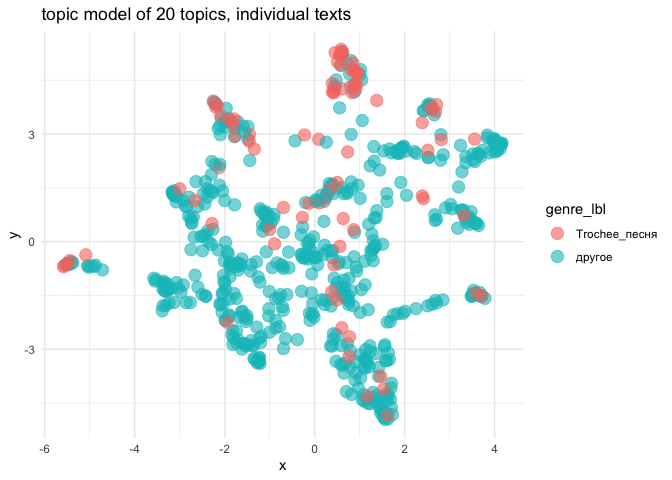 topic model of 20 topics, individual texts
y
3
0
-3
-6
-4
-2
0
2
4
x
genre_lbl
Trochee_песня
другое